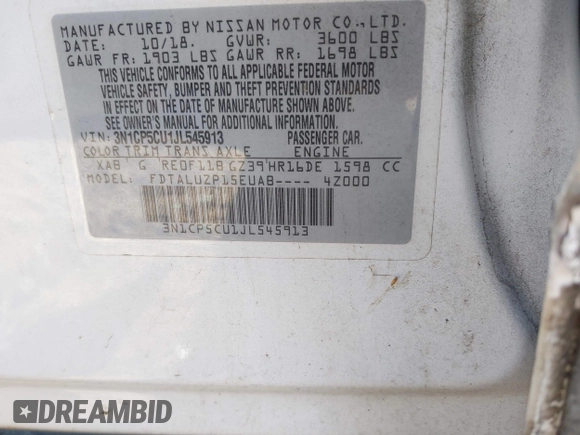 MANUFACTURED BY NISSAN MOTOR CO.,LTD.
DATE: 10/18. GVWR: 3600 LBS
GAWR FR: 1903 LBS GAWR RR: 1698 LBS
THIS VEHICLE CONFORMS TO ALL APPLICABLE FEDERAL MOTOR
VEHICLE SAFETY, BUMPER AND THEFT PREVENTION STANDARDS
IN EFFECT ON THE DATE OF MANUFACTURE SHOWN ABOVE.
SEE OWNER'S MANUAL FOR ADDITIONAL INFORMATION
VIN: 3N1CP5CU1JL545913 PASSENGER CAR.
COLOR TRIM TRANS AXLE ENGINE
XAB G RE0F11B GZ39 HR16DE 1598 CC
MODEL: FDTALUZP15EUAB---- 4Z000
3N1CP5CU1JL545913
DREAMBID